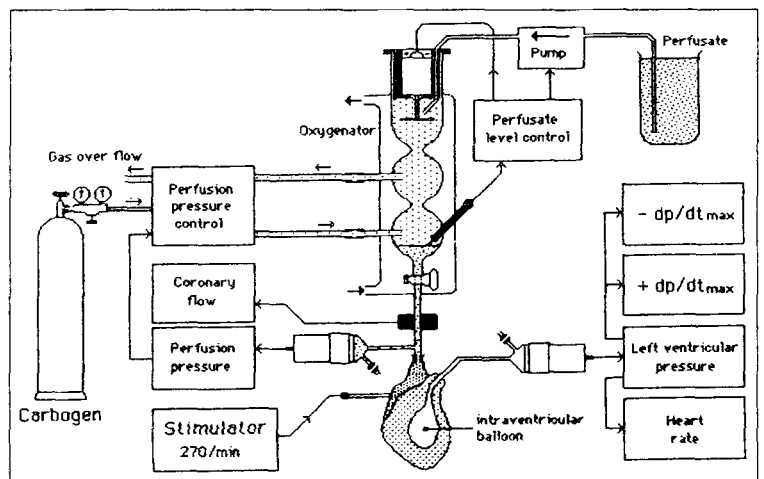 Pump
Perfusate
Oxygenator
Perfusate
level control
Gas over flow
Perfusion
pressure
control
- dp/dt max
+ dp/dt max
Coronary
flow
Perfusion
pressure
Left ventricular
pressure
Carbogen
Stimulator
270/min
intraventricular
balloon
Heart
rate